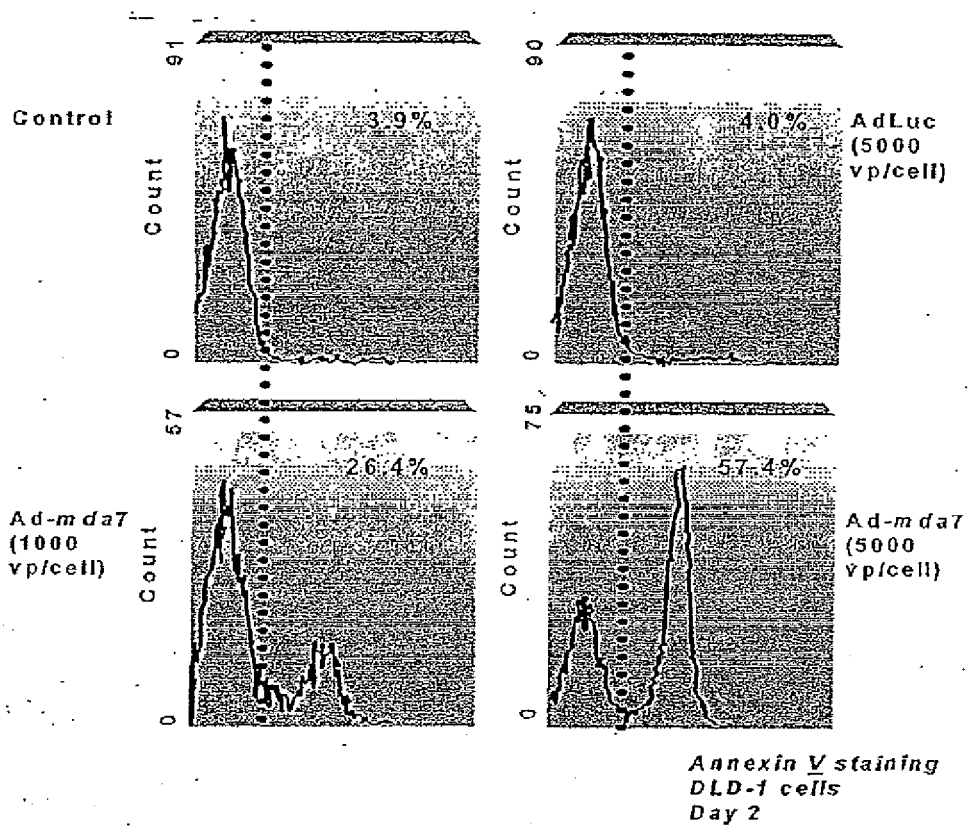 91
3.9%
Control
Count
0
90
4.0%
AdLuc
(5000
vp/cell)
Count
0
57
26.4%
Ad-mda7
(1000
vp/cell)
Count
0
75
57.4%
Ad-mda7
(5000
vp/cell)
Count
0
Annexin V staining
DLD-1 cells
Day 2